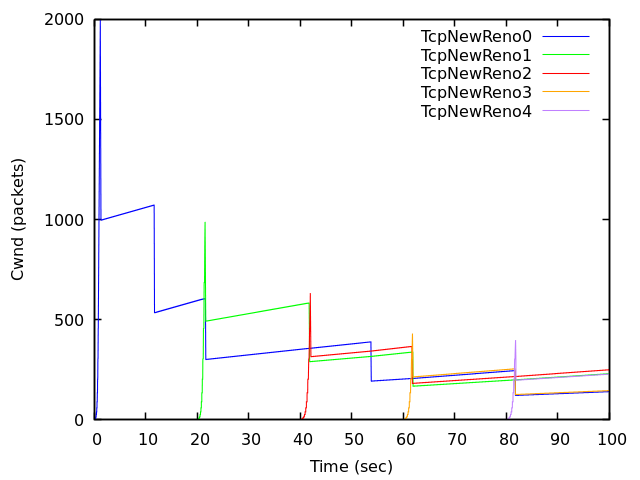 2000
1500
1000
500
0
Cwnd (packets)
TcpNewReno0
TcpNewReno1
TcpNewReno2
TcpNewReno3
TcpNewReno4
0 10 20 30 40 50 60 70 80 90 100
Time (sec)